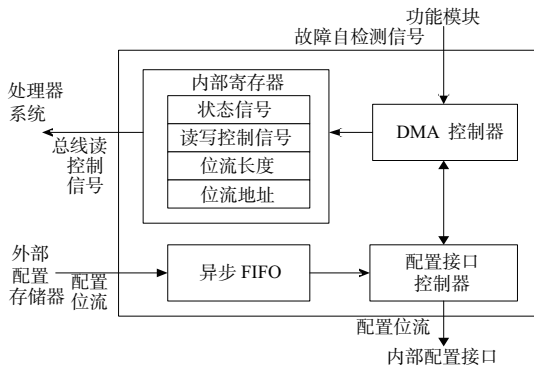 功能模块
故障自检测信号
处理器
系统
总线读
控制
信号
内部寄存器
状态信号
读写控制信号
位流长度
位流地址
DMA 控制器
外部
配置
存储器
配置
位流
异步 FIFO
配置接口
控制器
配置位流
内部配置接口